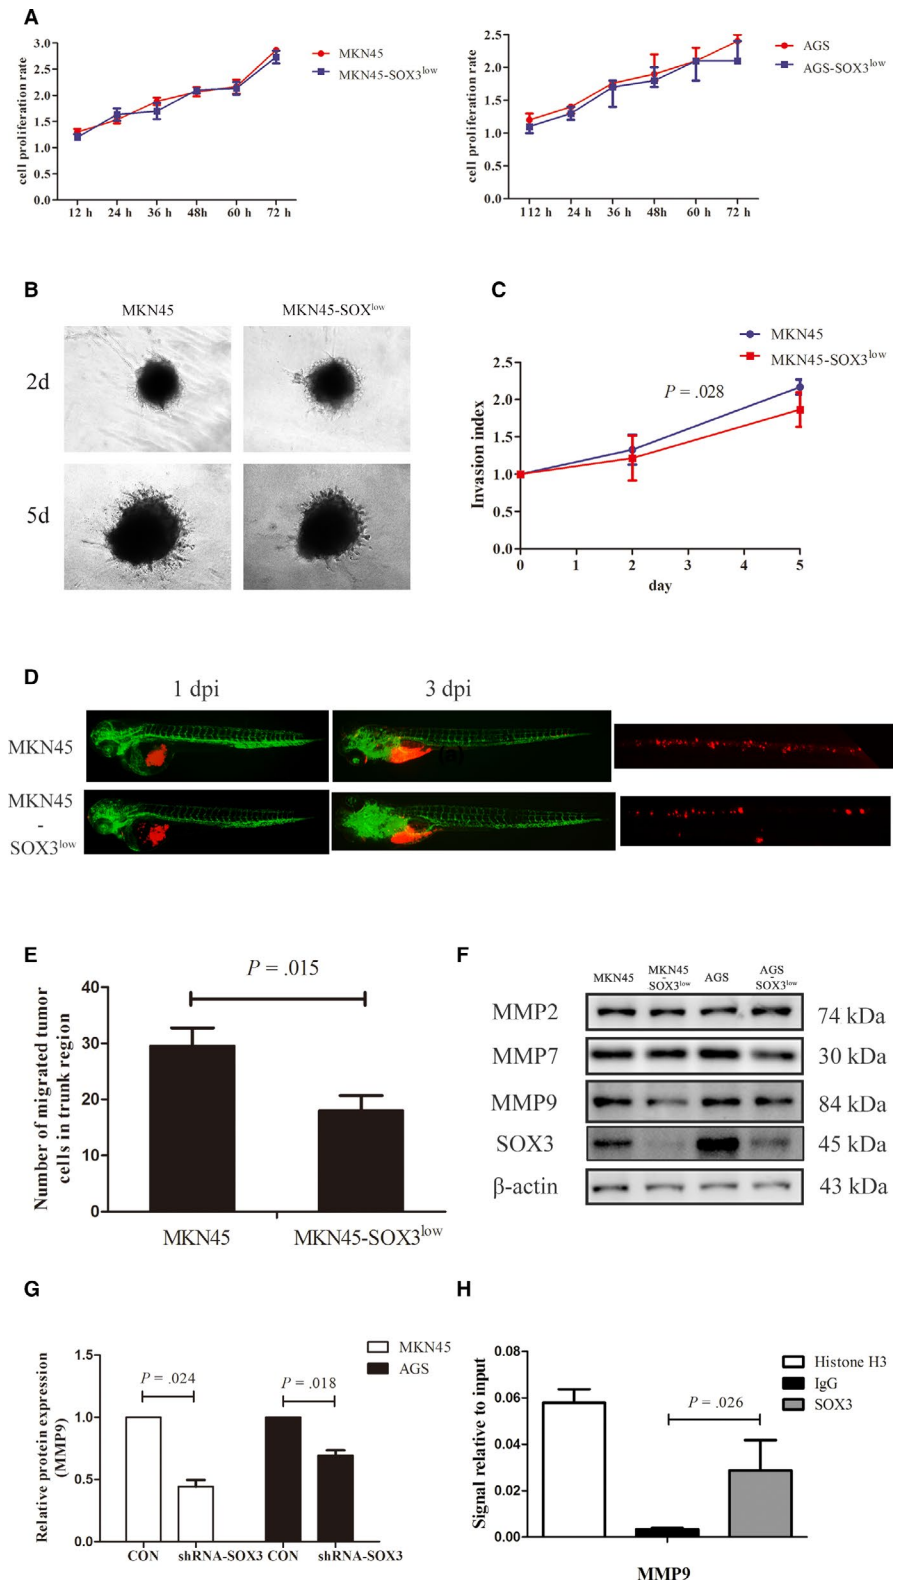 A
cell proliferation rate
3.0
2.5
2.0
1.5
1.0
0.5
0.0
12 h 24 h 36 h 48h 60 h 72 h
MKN45
MKN45-SOX3low
cell proliferation rate
2.5
2.0
1.5
1.0
0.5
0.0
112 h 24 h 36 h 48h 60 h 72 h
AGS
AGS-SOX3low
B
MKN45 MKN45-SOXlow
2d
5d
C
MKN45
MKN45-SOX3low
P = .028
Invasion index
2.5
2.0
1.5
1.0
0.5
0.0
0 1 2 3 4 5
day
D
1 dpi 3 dpi
MKN45
MKN45
-
SOX3low
E
P = .015
Number of migrated tumor
cells in trunk region
40
30
20
10
0
MKN45 MKN45-SOX3low
F
MKN45 MKN45-SOX3low AGS AGS-SOX3low
MMP2 74 kDa
MMP7 30 kDa
MMP9 84 kDa
SOX3 45 kDa
β-actin 43 kDa
G
MKN45
AGS
P = .024
P = .018
Relative protein expression
(MMP9)
1.5
1.0
0.5
0.0
CON shRNA-SOX3 CON shRNA-SOX3
H
Histone H3
IgG
SOX3
P = .026
Signal relative to input
0.08
0.06
0.04
0.02
0.00
MMP9